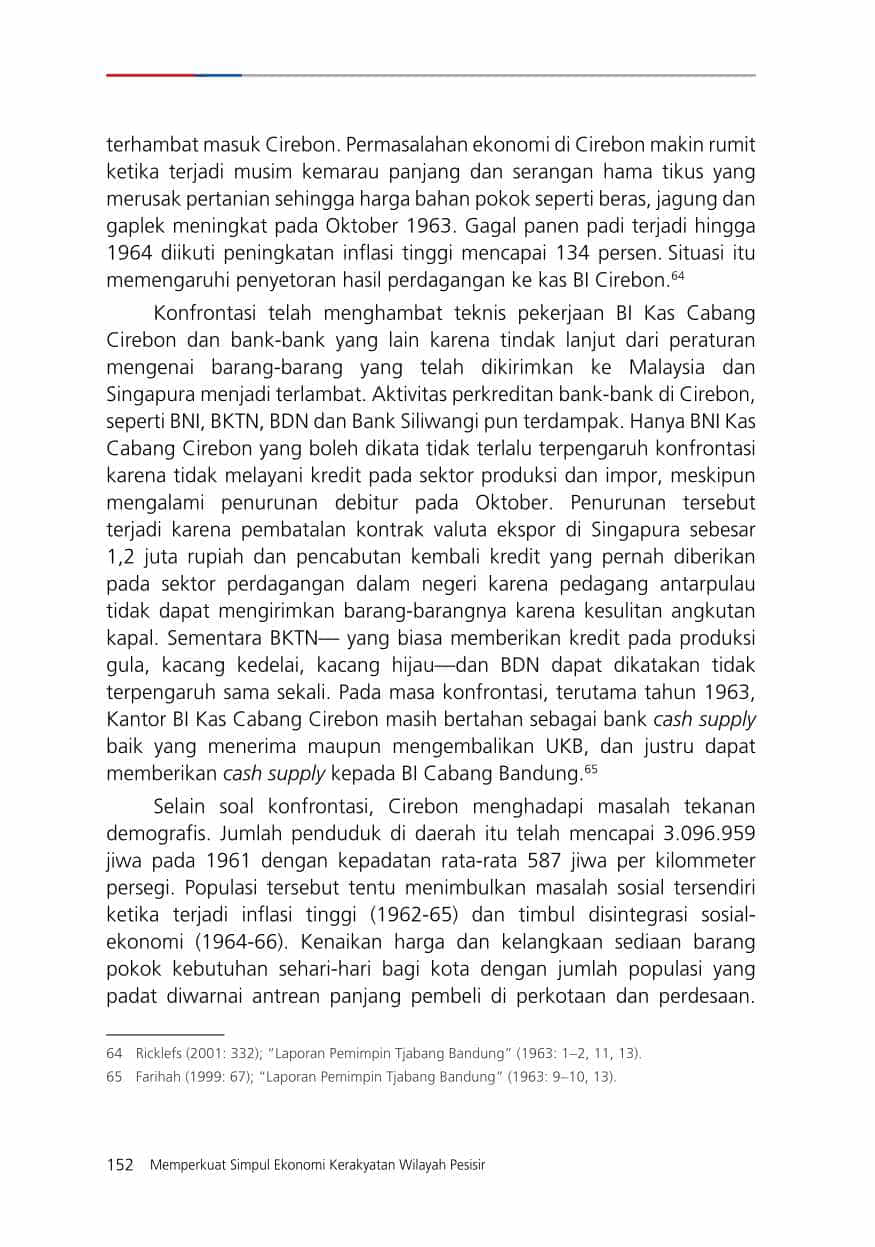 terhambat masuk Cirebon. Permasalahan ekonomi di Cirebon makin rumit
ketika terjadi musim kemarau panjang dan serangan hama tikus yang
merusak pertanian sehingga harga bahan pokok seperti beras, jagung dan
gaplek meningkat pada Oktober 1963. Gagal panen padi terjadi hingga
1964 diikuti peningkatan inflasi tinggi mencapai 134 persen. Situasi itu
memengaruhi penyetoran hasil perdagangan ke kas BI Cirebon.64
Konfrontasi telah menghambat teknis pekerjaan BI Kas Cabang
Cirebon dan bank-bank yang lain karena tindak lanjut dari peraturan
mengenai barang-barang yang telah dikirimkan ke Malaysia dan
Singapura menjadi terlambat. Aktivitas perkreditan bank-bank di Cirebon,
seperti BNI, BKTN, BDN dan Bank Siliwangi pun terdampak. Hanya BNI Kas
Cabang Cirebon yang boleh dikata tidak terlalu terpengaruh konfrontasi
karena tidak melayani kredit pada sektor produksi dan impor, meskipun
mengalami penurunan debitur pada Oktober. Penurunan tersebut
terjadi karena pembatalan kontrak valuta ekspor di Singapura sebesar
1,2 juta rupiah dan pencabutan kembali kredit yang pernah diberikan
pada sektor perdagangan dalam negeri karena pedagang antarpulau
tidak dapat mengirimkan barang-barangnya karena kesulitan angkutan
kapal. Sementara BKTN— yang biasa memberikan kredit pada produksi
gula, kacang kedelai, kacang hijau—dan BDN dapat dikatakan tidak
terpengaruh sama sekali. Pada masa konfrontasi, terutama tahun 1963,
Kantor BI Kas Cabang Cirebon masih bertahan sebagai bank cash supply
baik yang menerima maupun mengembalikan UKB, dan justru dapat
memberikan cash supply kepada BI Cabang Bandung.65
Selain soal konfrontasi, Cirebon menghadapi masalah tekanan
demografis. Jumlah penduduk di daerah itu telah mencapai 3.096.959
jiwa pada 1961 dengan kepadatan rata-rata 587 jiwa per kilommeter
persegi. Populasi tersebut tentu menimbulkan masalah sosial tersendiri
ketika terjadi inflasi tinggi (1962-65) dan timbul disintegrasi sosial-
ekonomi (1964-66). Kenaikan harga dan kelangkaan sediaan barang
pokok kebutuhan sehari-hari bagi kota dengan jumlah populasi yang
padat diwarnai antrean panjang pembeli di perkotaan dan perdesaan.
64 Ricklefs (2001: 332); “Laporan Pemimpin Tjabang Bandung” (1963: 1–2, 11, 13).
65 Farihah (1999: 67); “Laporan Pemimpin Tjabang Bandung” (1963: 9–10, 13).
152 Memperkuat Simpul Ekonomi Kerakyatan Wilayah Pesisir